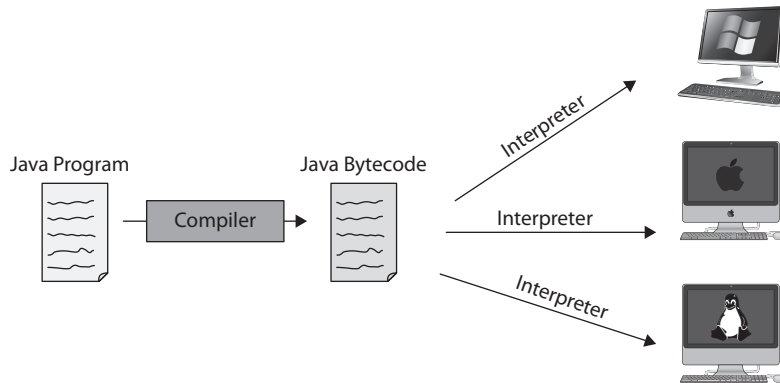 Java Program
Compiler
Java Bytecode
Interpreter
Interpreter
Interpreter